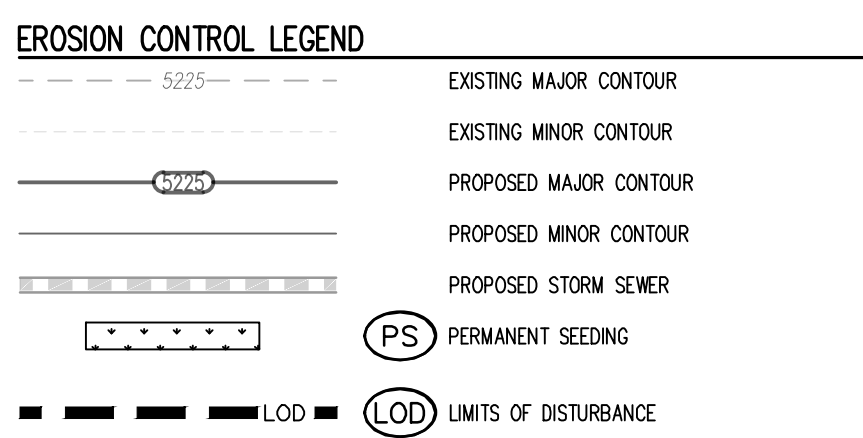 EROSION CONTROL LEGEND
5225 EXISTING MAJOR CONTOUR
EXISTING MINOR CONTOUR
5225 PROPOSED MAJOR CONTOUR
PROPOSED MINOR CONTOUR
PROPOSED STORM SEWER
PS PERMANENT SEEDING
LOD LOD LIMITS OF DISTURBANCE